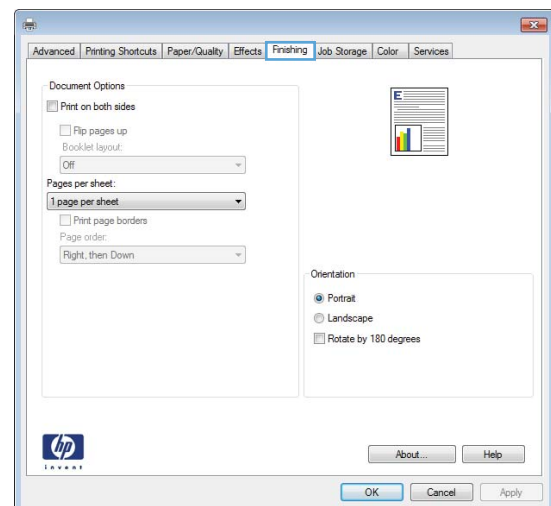 Advanced Printing Shortcuts Paper/Quality Effects Finishing Job Storage Color Services
Document Options
Print on both sides
Flip pages up
Booklet layout:
Off
Pages per sheet:
1 page per sheet
Print page borders
Page order:
Right, then Down
E
Orientation
Portrait
Landscape
Rotate by 180 degrees
hp
invent
About... Help
OK Cancel Apply